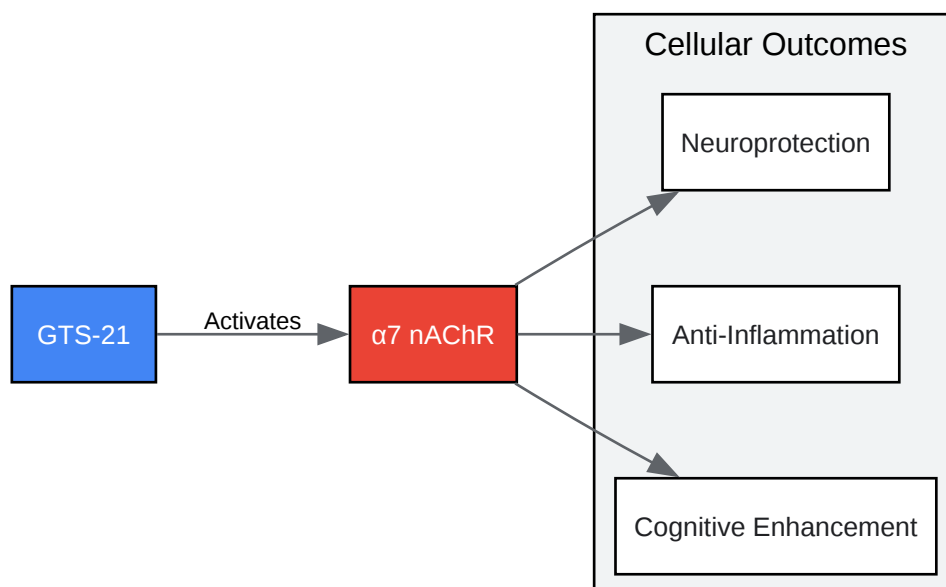 Cellular Outcomes
Neuroprotection
GTS-21
Activates
α7 nAChR
Anti-Inflammation
Cognitive Enhancement